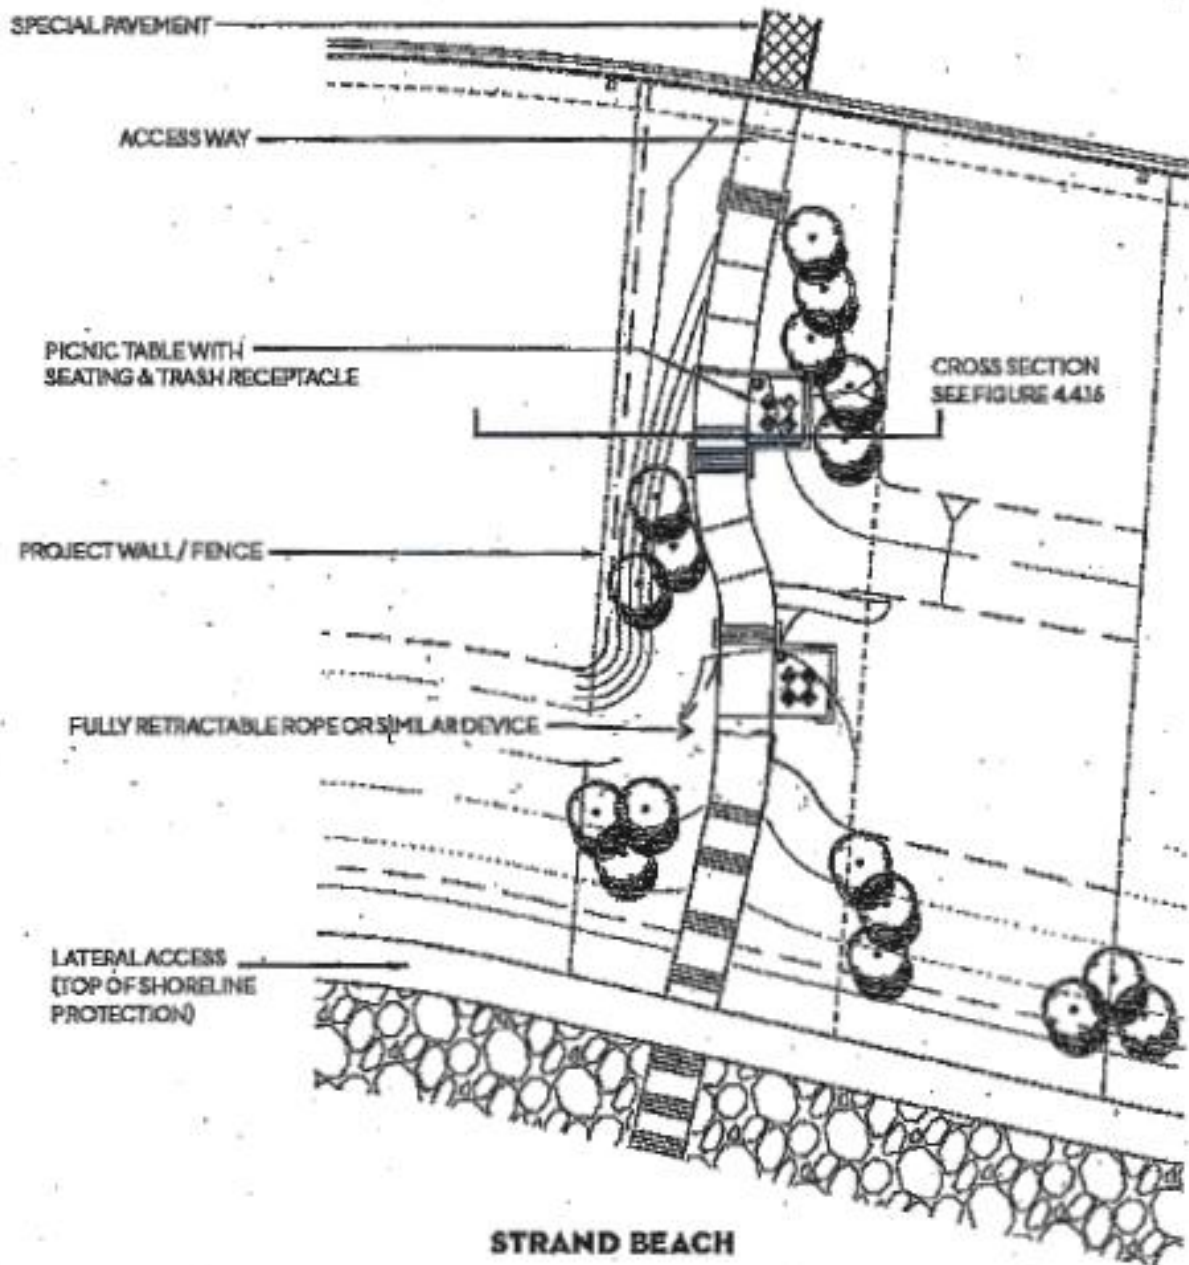 SPECIAL PAVEMENT
ACCESS WAY
PICNIC TABLE WITH
SEATING & TRASH RECEPTACLE
CROSS SECTION
SEE FIGURE 4.4.16
PROJECT WALL / FENCE
FULLY RETRACTABLE ROPE OR SIMILAR DEVICE
LATERAL ACCESS
(TOP OF SHORELINE
PROTECTION)
STRAND BEACH